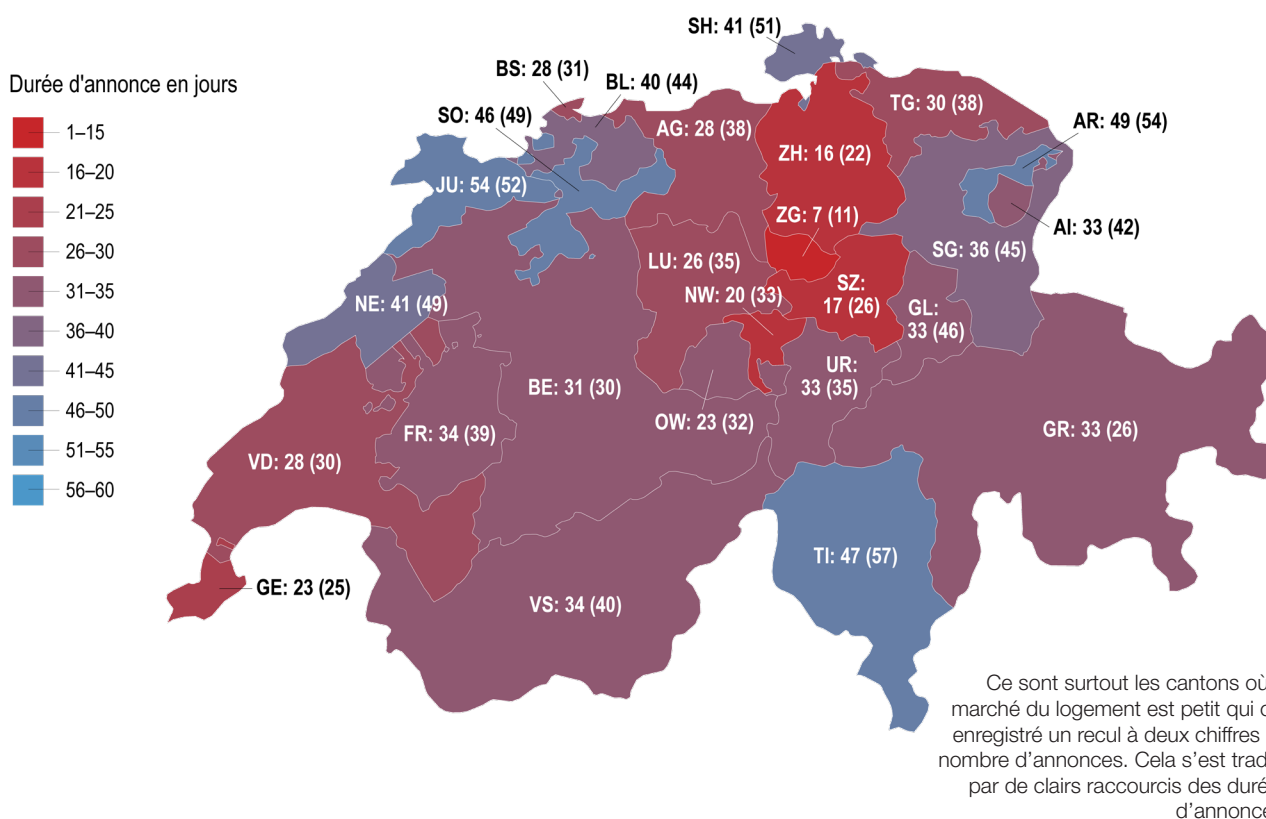 Durée d'annonce en jours
1–15
16–20
21–25
26–30
31–35
36–40
41–45
46–50
51–55
56–60
SH: 41 (51)
BS: 28 (31)
BL: 40 (44)
SO: 46 (49)
AG: 28 (38)
TG: 30 (38)
AR: 49 (54)
ZH: 16 (22)
JU: 54 (52)
ZG: 7 (11)
AI: 33 (42)
SG: 36 (45)
LU: 26 (35)
NW: 20 (33)
SZ:
17 (26)
NE: 41 (49)
GL:
33 (46)
UR:
33 (35)
BE: 31 (30)
OW: 23 (32)
FR: 34 (39)
GR: 33 (26)
VD: 28 (30)
TI: 47 (57)
GE: 23 (25)
VS: 34 (40)
Ce sont surtout les cantons où
marché du logement est petit qui
enregistré un recul à deux chiffres
nombre d'annonces. Cela s'est
par de clairs raccourcis des